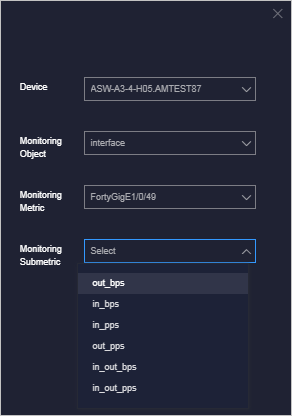 Device
ASW-A3-4-H05.AMTEST87
Monitoring
Object
interface
Monitoring
Metric
FortyGigE1/0/49
Monitoring
Submetric
Select
out_bps
in_bps
in_pps
out_pps
in_out_bps
in_out_pps